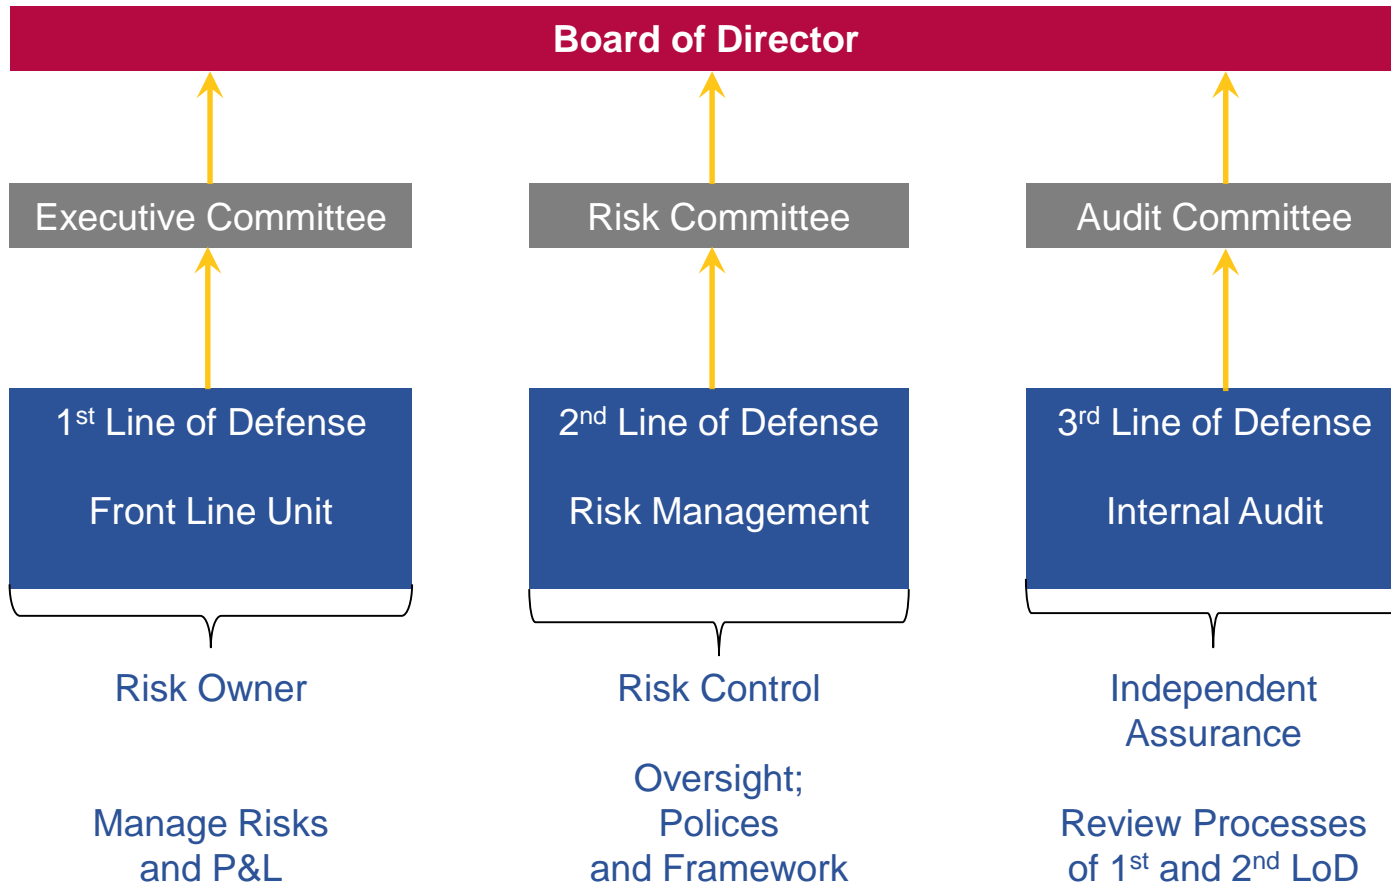 Board of Director
Executive Committee
Risk Committee
Audit Committee
1st Line of Defense
Front Line Unit
2nd Line of Defense
Risk Management
3rd Line of Defense
Internal Audit
Risk Owner
Manage Risks
and P&L
Risk Control
Oversight;
Polices
and Framework
Independent
Assurance
Review Processes
of 1st and 2nd LoD